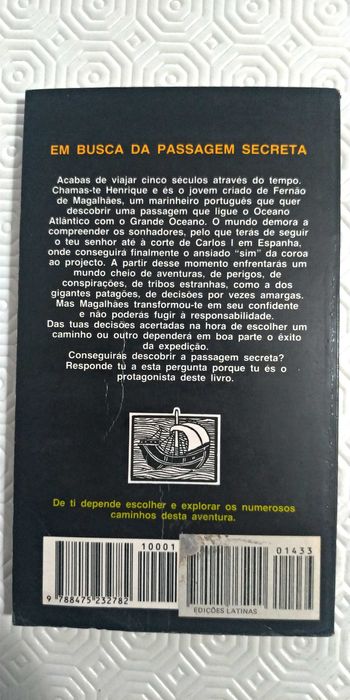 EM BUSCA DA PASSAGEM SECRETA
Acabas de viajar cinco séculos através do tempo.
Chamas-te Henrique e és o jovem criado de Fernão
de Magalhães, um marinheiro português que quer
descobrir uma passagem que ligue o Oceano
Atlântico com o Grande Oceano. O mundo demora a
compreender os sonhadores, pelo que terás de seguir
o teu senhor até à corte de Carlos I em Espanha,
onde conseguirá finalmente o ansiado "sim" da coroa
ao projecto. A partir desse momento enfrentarás um
mundo cheio de aventuras, de perigos, de
conspirações, de tribos estranhas, como a dos
gigantes patagões, de decisões por vezes amargas.
Mas Magalhães transformou-te em seu confidente
e não poderás fugir à responsabilidade.
Das tuas decisões acertadas na hora de escolher um
caminho ou outro dependerá em boa parte o êxito
da expedição.
Conseguirás descobrir a passagem secreta?
Responde tu a esta pergunta porque tu és o
protagonista deste livro.
De ti depende escolher e explorar os numerosos
caminhos desta aventura.
10001
01433
9 788475 232782
EDIÇÕES LATINAS